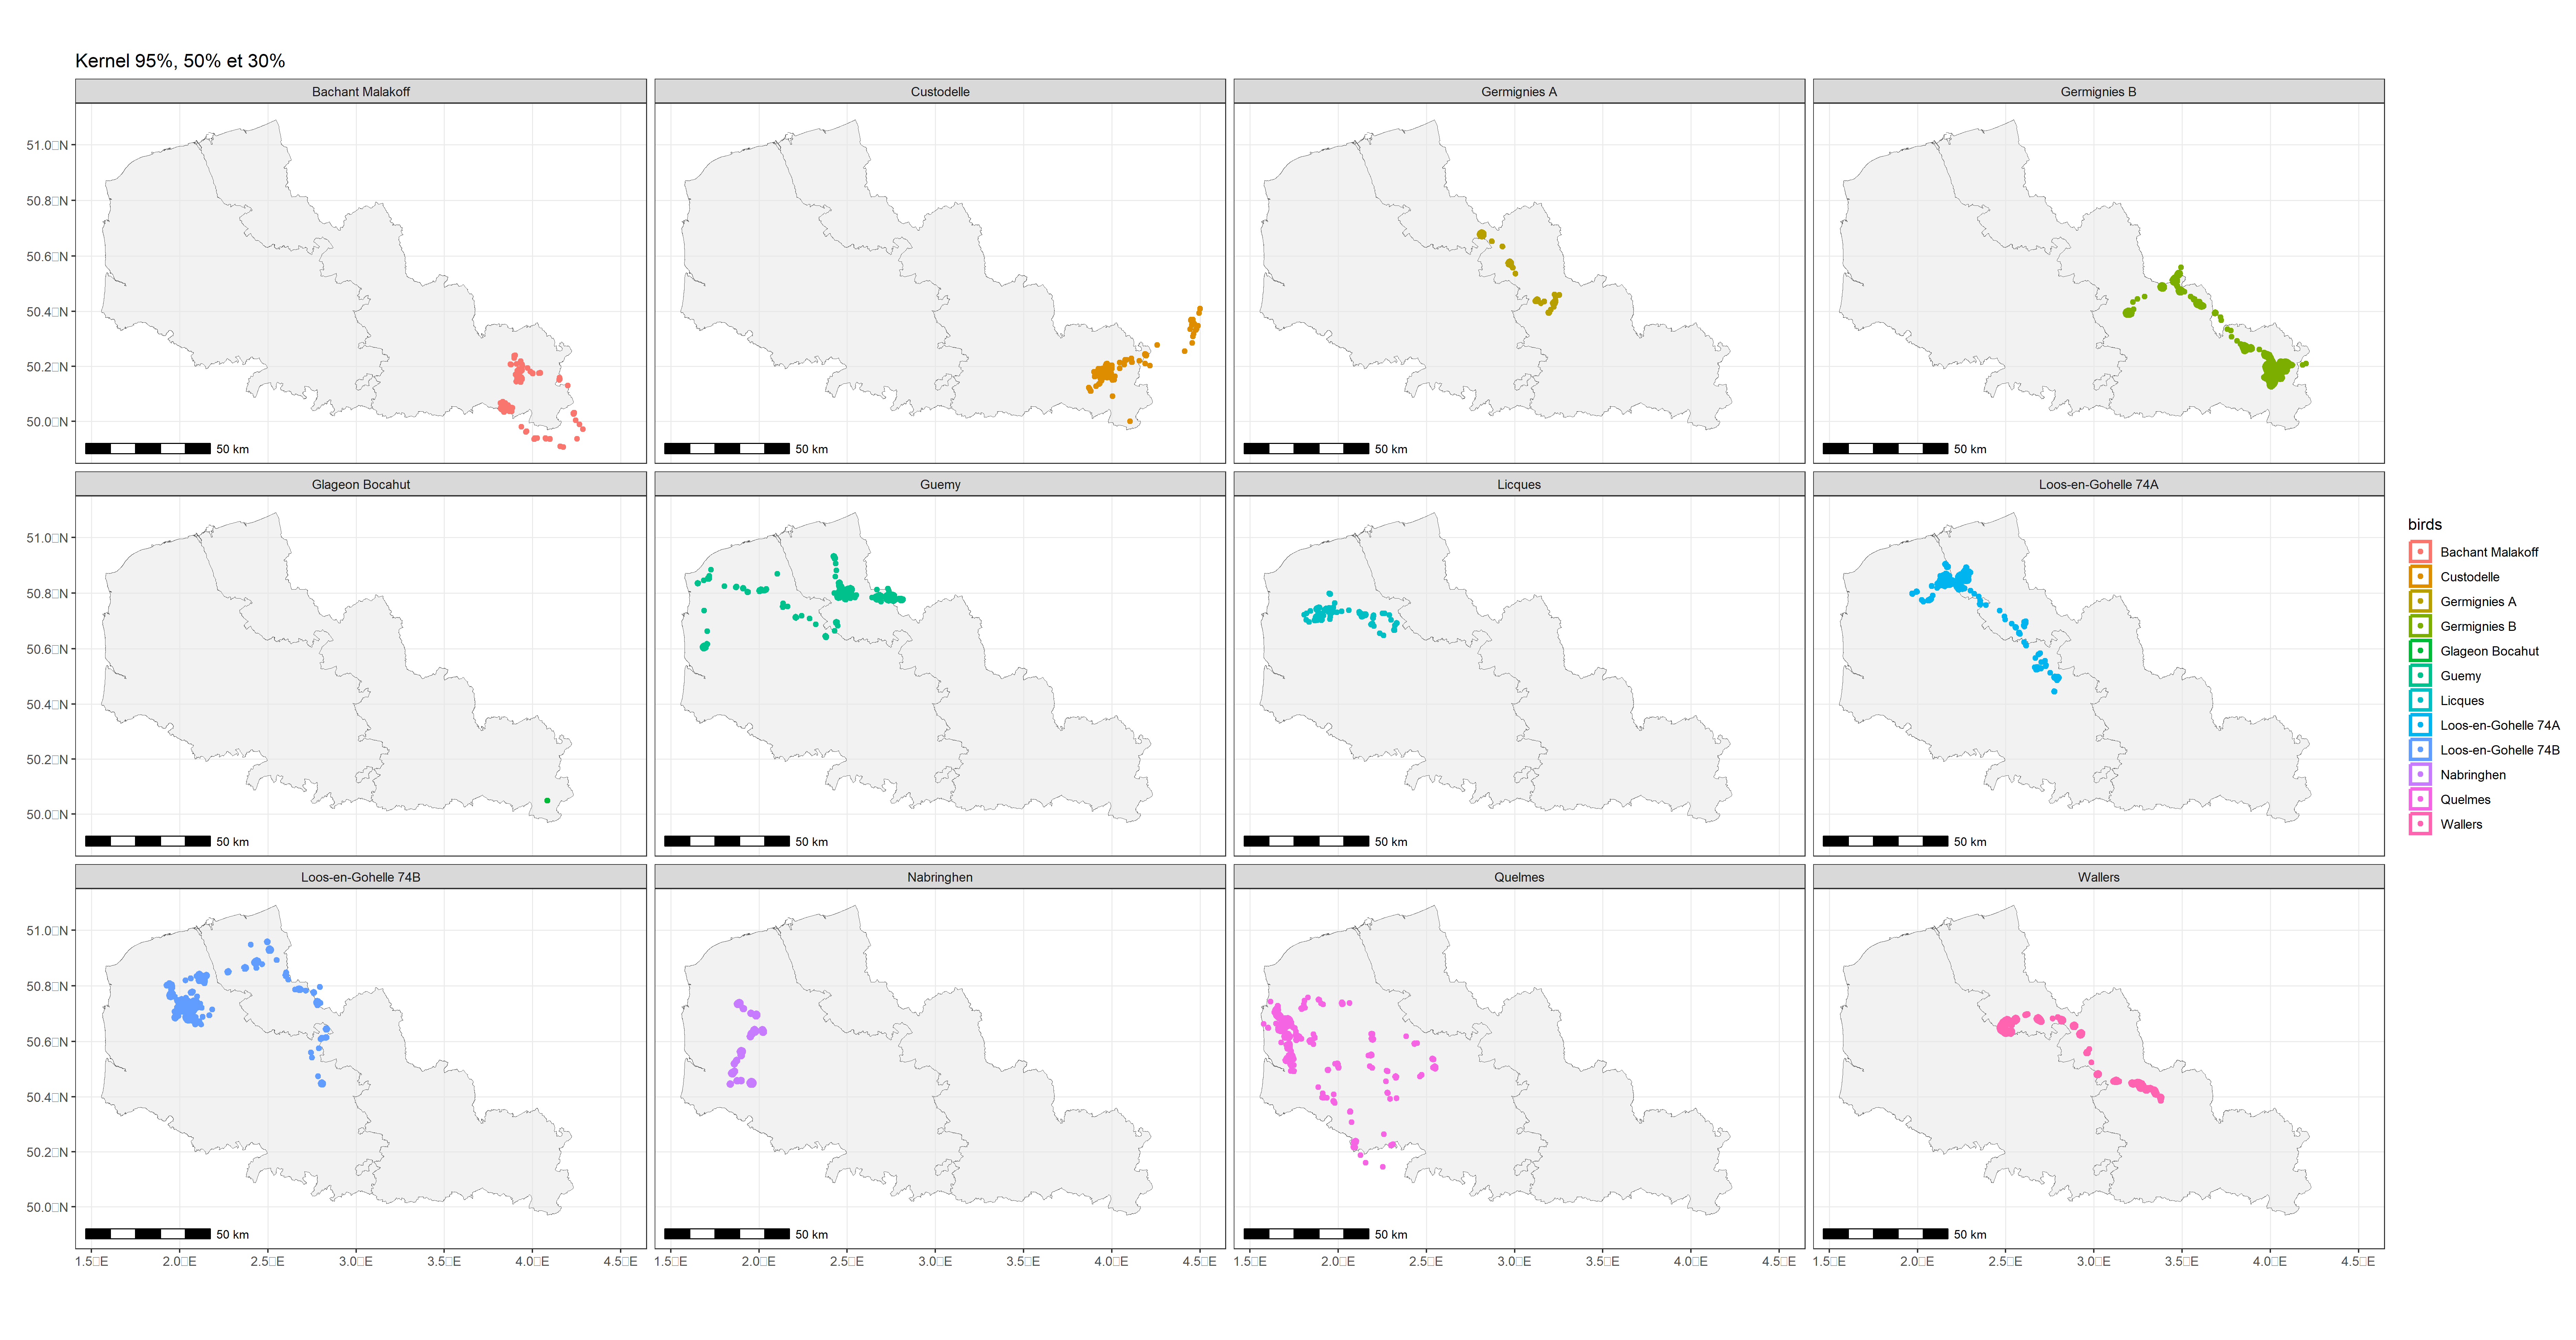 Kernel 95%, 50% et 30%
Bachant Malakoff
Custodelle
Germignies A
Germignies B
51.0□N
50.8□N
50.6□N
50.4□N
50.2□N
50.0□N
50 km
50 km
50 km
50 km
Glageon Bocahut
Guemy
Licques
Loos-en-Gohelle 74A
51.0□N
50.8□N
50.6□N
50.4□N
50.2□N
50.0□N
50 km
50 km
50 km
50 km
Loos-en-Gohelle 74B
Nabringhen
Quelmes
Wallers
51.0□N
50.8□N
50.6□N
50.4□N
50.2□N
50.0□N
50 km
50 km
50 km
50 km
1.5□E 2.0□E 2.5□E 3.0□E 3.5□E 4.0□E 4.5□E
1.5□E 2.0□E 2.5□E 3.0□E 3.5□E 4.0□E 4.5□E
1.5□E 2.0□E 2.5□E 3.0□E 3.5□E 4.0□E 4.5□E
1.5□E 2.0□E 2.5□E 3.0□E 3.5□E 4.0□E 4.5□E
birds
Bachant Malakoff
Custodelle
Germignies A
Germignies B
Glageon Bocahut
Guemy
Licques
Loos-en-Gohelle 74A
Loos-en-Gohelle 74B
Nabringhen
Quelmes
Wallers